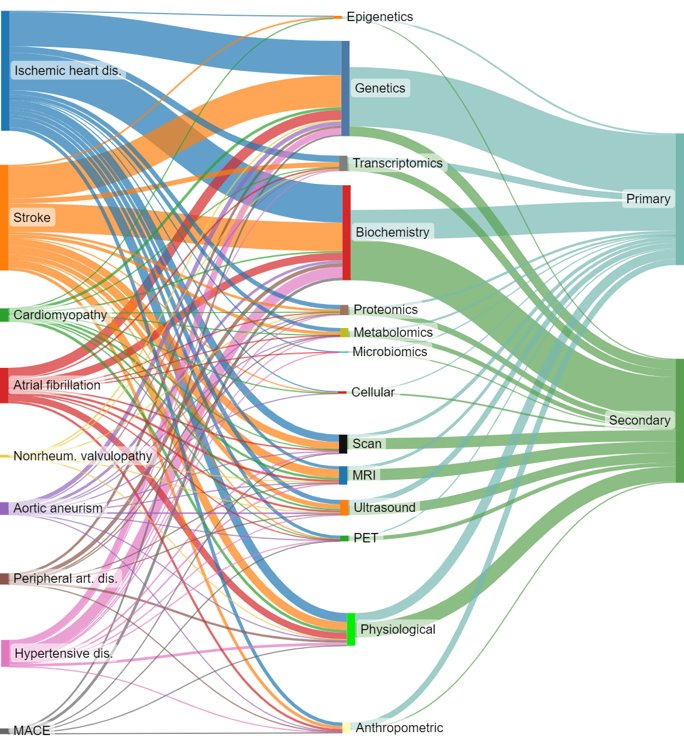 Ischemic heart dis.
Stroke
Cardiomyopathy
Atrial fibrillation
Nonrheum. valvulopathy
Aortic aneurism
Peripheral art. dis.
Hypertensive dis.
MACE
Epigenetics
Genetics
Transcriptomics
Biochemistry
Proteomics
Metabolomics
Microbiomics
Cellular
Scan
MRI
Ultrasound
PET
Physiological
Anthropometric
Primary
Secondary